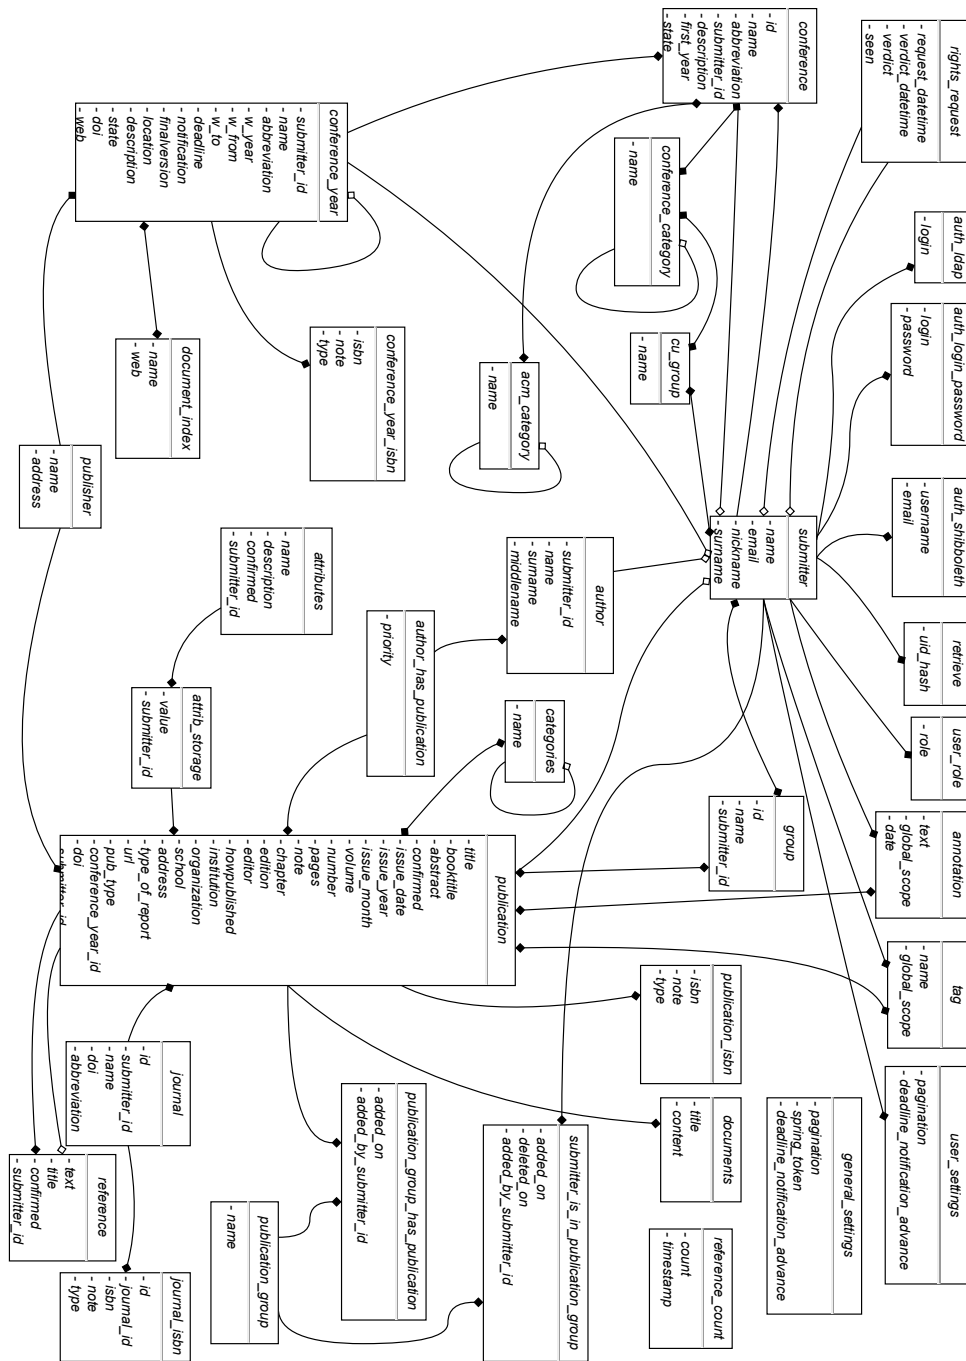 rights_request
- request_datetime
- verdict_datetime
- verdict
- seen
auth_ldap
- login
auth_login_password
- login
- password
auth_shibboleth
- username
- email
retrieve
- uid_hash
user_role
- role
annotation
- text
- global_scope
- date
tag
- name
- global_scope
user_settings
- pagination
- deadline_notification_advance
conference
- id
- name
- abbreviation
- submitter_id
- description
- first_year
- state
conference_category
- name
cu_group
- name
submitter
- name
- email
- nickname
- surname
group
- id
- name
- submitter_id
publication_isbn
- isbn
- note
- type
documents
- title
- content
general_settings
- pagination
- spring_token
- deadline_notification_advance
reference_count
- count
- timestamp
acm_category
- name
author
- submitter_id
- name
- surname
- middlename
categories
- name
submitter_is_in_publication_group
- added_on
- deleted_on
- added_by_submitter_id
conference_year
- submitter_id
- name
- abbreviation
- w_year
- w_from
- w_to
- deadline
- notification
- finalversion
- location
- description
- state
- doi
- web
conference_year_isbn
- isbn
- note
- type
author_has_publication
- priority
publication_group_has_publication
- added_on
- added_by_submitter_id
document_index
- name
- web
attributes
- name
- description
- confirmed
- submitter_id
attrib_storage
- value
- submitter_id
publication
- title
- booktitle
- abstract
- confirmed
- issue_date
- issue_year
- issue_month
- volume
- number
- pages
- note
- chapter
- edition
- editor
- howpublished
- institution
- organization
- school
- address
- type_of_report
- url
- pub_type
- conference_year_id
- doi
- submitter_id
publication_group
- name
publisher
- name
- address
journal
- id
- submitter_id
- name
- doi
- abbreviation
reference
- text
- title
- confirmed
- submitter_id
journal_isbn
- id
- journal_id
- isbn
- note
- type